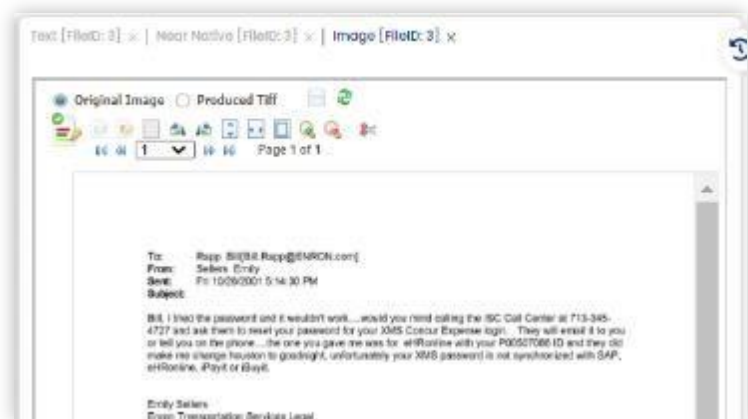 Text [FileID: 3] x | Near Native [FileID: 3] x | Image [FileID: 3] x
Original Image Produced Tiff
1 Page 1 of 1
To: Rapp Bill[Bill.Rapp@ENRON.com]
From: Sellers Emily
Sent: Fri 10/26/2001 5:14:30 PM
Subject:
Bill, I tried the password and it wouldn't work....would you mind calling the ISC Call Center at 713-345-
4727 and ask them to reset your password for your XMS Concur Expense login. They will email it to you
or tell you on the phone....the one you gave me was for eHRonline with your P00507086 ID and they did
make me change houston to goodnight, unfortunately your XMS password is not synchronized with SAP,
eHRonline, iPayit or iBuyit.
Emily Sellers
Enron Transportation Services Legal